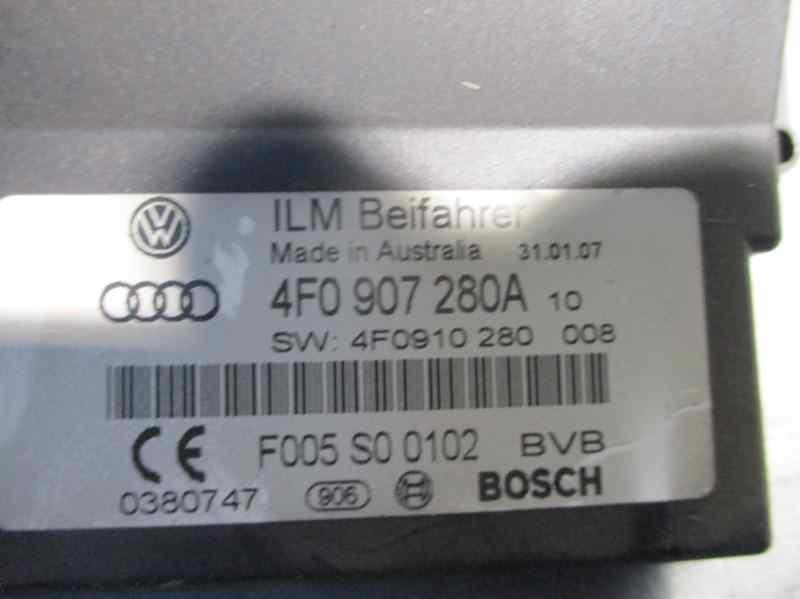 ILM Beifahrer
Made in Australia 31.01.07
4F0 907 280A 10
SW: 4F0910 280 008
CE F005 S0 0102 BVB
0380747 906 BOSCH